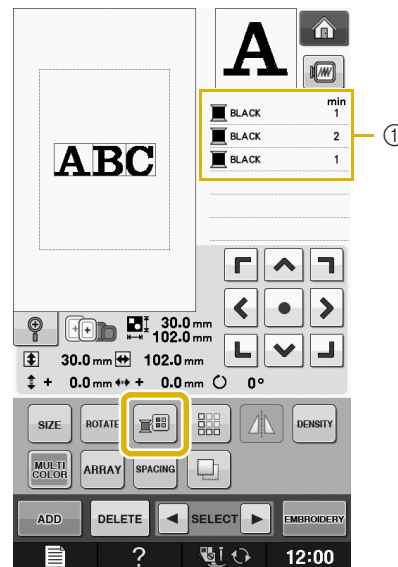 A
min
BLACK 1
BLACK 2
BLACK 1
①
ABC
30.0 mm
102.0 mm
30.0 mm 102.0 mm
+ 0.0 mm + 0.0 mm 0°
SIZE ROTATE DENSITY
MULTI COLOR ARRAY SPACING
ADD DELETE SELECT EMBROIDERY
? 12:00